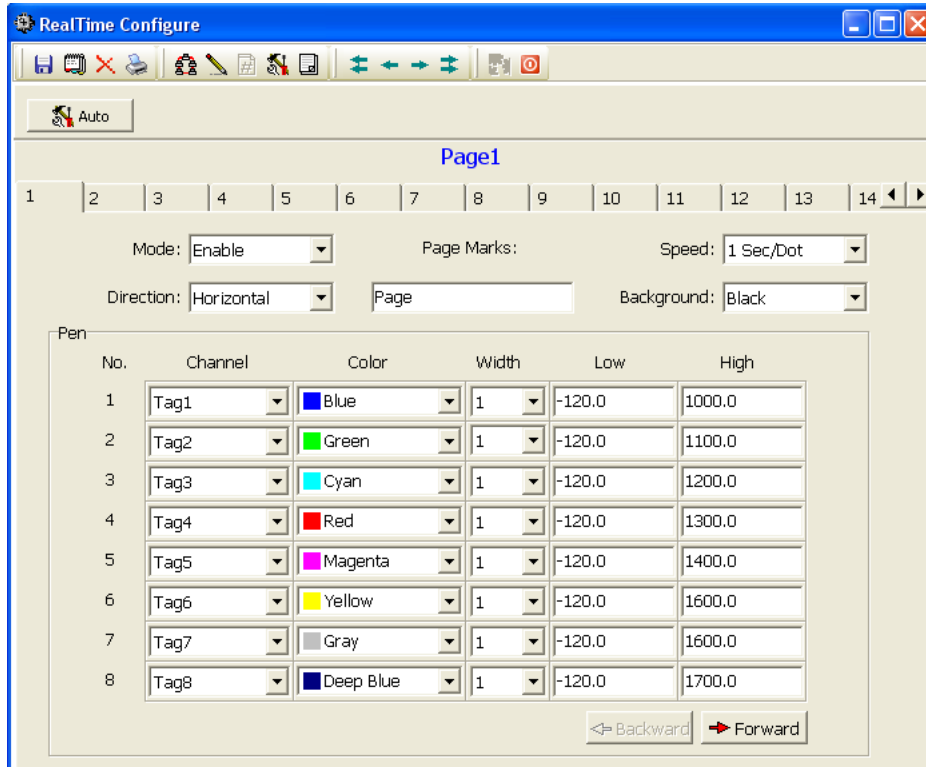 RealTime Configure
Auto
Page1
1 2 3 4 5 6 7 8 9 10 11 12 13 14
Mode: Enable Page Marks: Speed: 1 Sec/Dot
Direction: Horizontal Page Background: Black
Pen
No. Channel Color Width Low High
1 Tag1 Blue 1 -120.0 1000.0
2 Tag2 Green 1 -120.0 1100.0
3 Tag3 Cyan 1 -120.0 1200.0
4 Tag4 Red 1 -120.0 1300.0
5 Tag5 Magenta 1 -120.0 1400.0
6 Tag6 Yellow 1 -120.0 1600.0
7 Tag7 Gray 1 -120.0 1600.0
8 Tag8 Deep Blue 1 -120.0 1700.0
Backward Forward